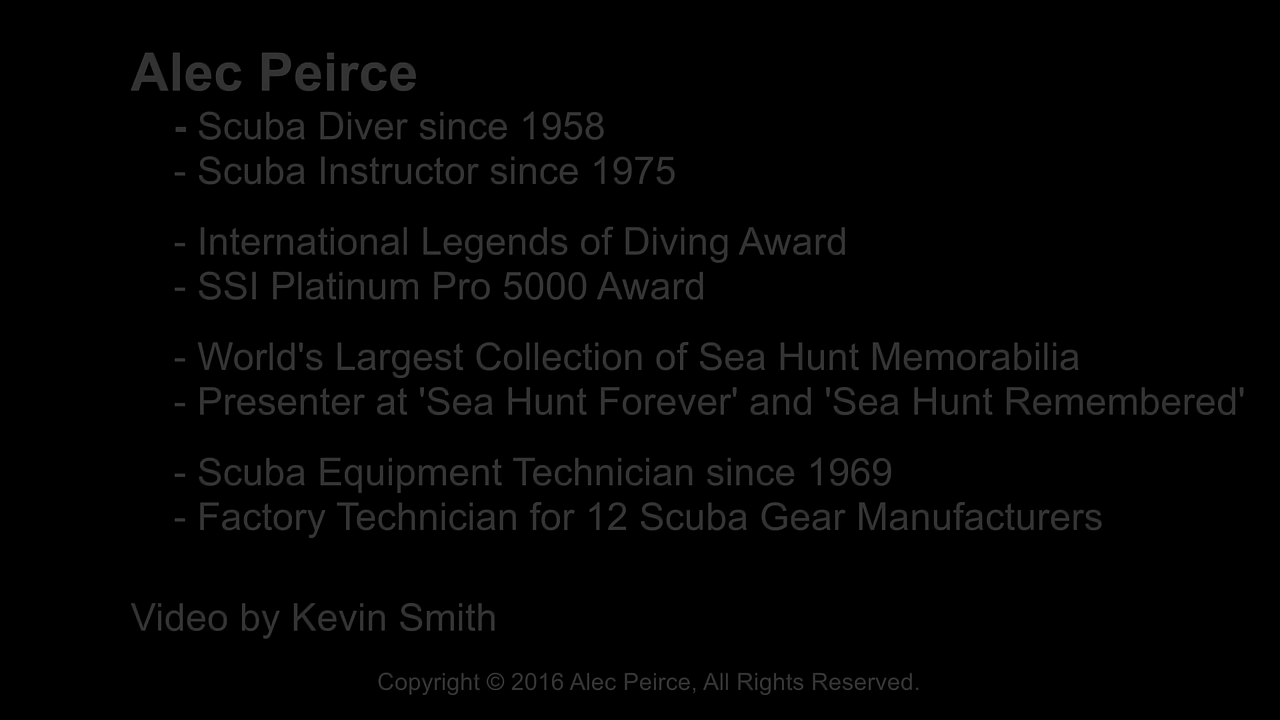 Alec Peirce
- Scuba Diver since 1958
- Scuba Instructor since 1975
- International Legends of Diving Award
- SSI Platinum Pro 5000 Award
- World's Largest Collection of Sea Hunt Memorabilia
- Presenter at 'Sea Hunt Forever' and 'Sea Hunt Remembered'
- Scuba Equipment Technician since 1969
- Factory Technician for 12 Scuba Gear Manufacturers
Video by Kevin Smith
Copyright © 2016 Alec Peirce, All Rights Reserved.